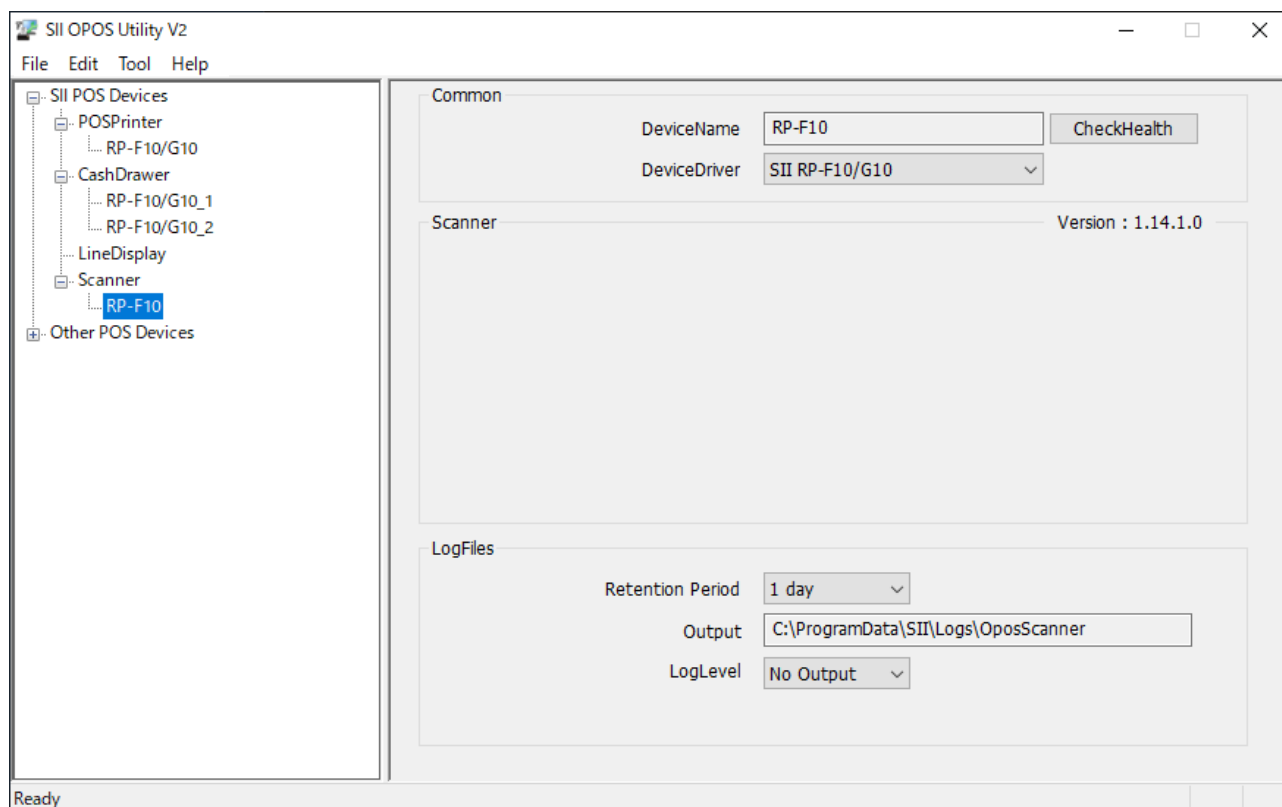 SII OPOS Utility V2
File Edit Tool Help
SII POS Devices
POSPrinter
RP-F10/G10
CashDrawer
RP-F10/G10_1
RP-F10/G10_2
LineDisplay
Scanner
RP-F10
Other POS Devices
Common
DeviceName RP-F10 CheckHealth
DeviceDriver SII RP-F10/G10
Scanner Version : 1.14.1.0
LogFiles
Retention Period 1 day
Output C:\ProgramData\SII\Logs\OposScanner
LogLevel No Output
Ready